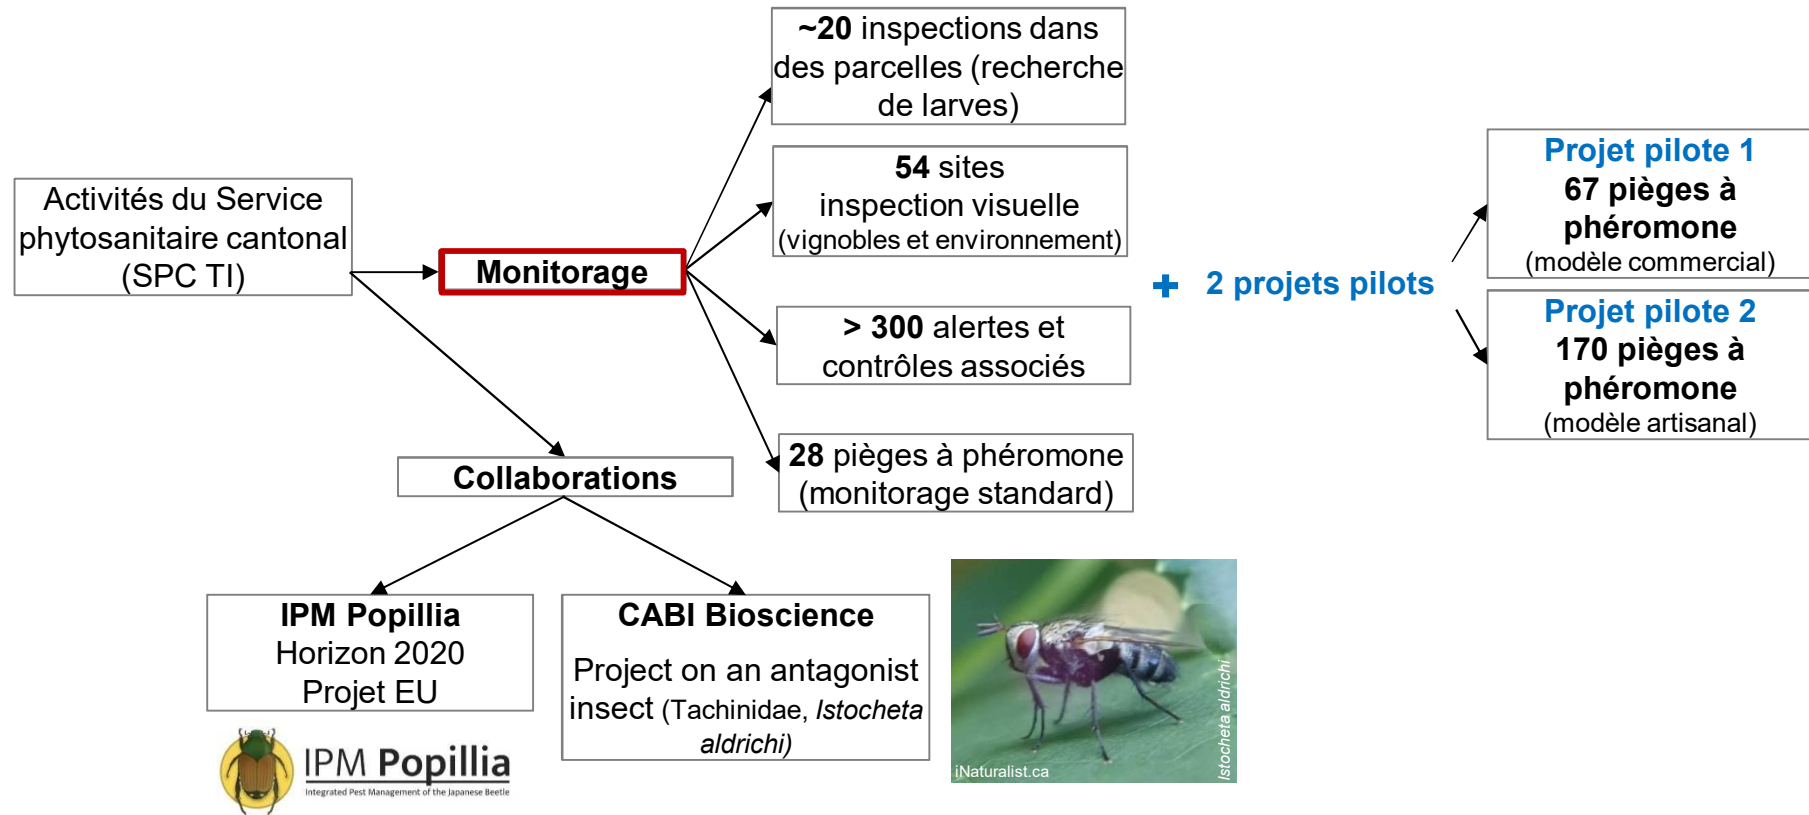 ~20 inspections dans
des parcelles (recherche
de larves)
Activités du Service
phytosanitaire cantonal
(SPC TI)
Monitorage
54 sites
inspection visuelle
(vignobles et environnement)
> 300 alertes et
contrôles associés
28 pièges à phéromone
(monitorage standard)
+ 2 projets pilots
Projet pilote 1
67 pièges à
phéromone
(modèle commercial)
Projet pilote 2
170 pièges à
phéromone
(modèle artisanal)
Collaborations
IPM Popillia
Horizon 2020
Projet EU
CABI Bioscience
Project on an antagonist
insect (Tachinidae, Istocheta
aldrichi)
IPM Popillia
Integrated Pest Management of the Japanese Beetle
iNaturalist.ca
Istocheta aldrichi